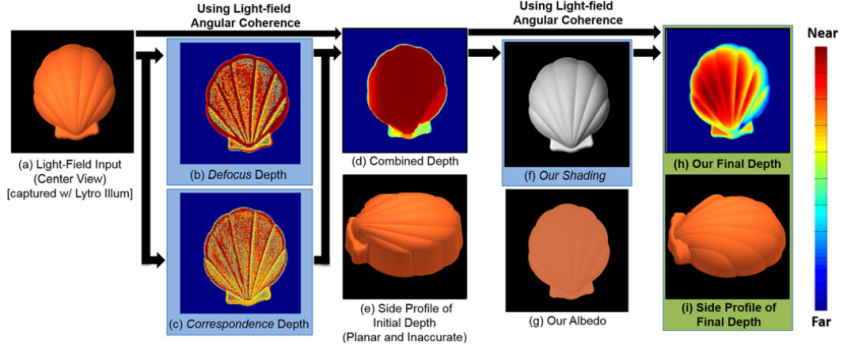 Using Light-field
Angular Coherence
Using Light-field
Angular Coherence
Near
(a) Light-Field Input
(Center View)
[captured w/ Lytro Illum]
(b) Defocus Depth
(c) Correspondence Depth
(d) Combined Depth
(e) Side Profile of
Initial Depth
(Planar and Inaccurate)
(f) Our Shading
(g) Our Albedo
(h) Our Final Depth
(i) Side Profile of
Final Depth
Far